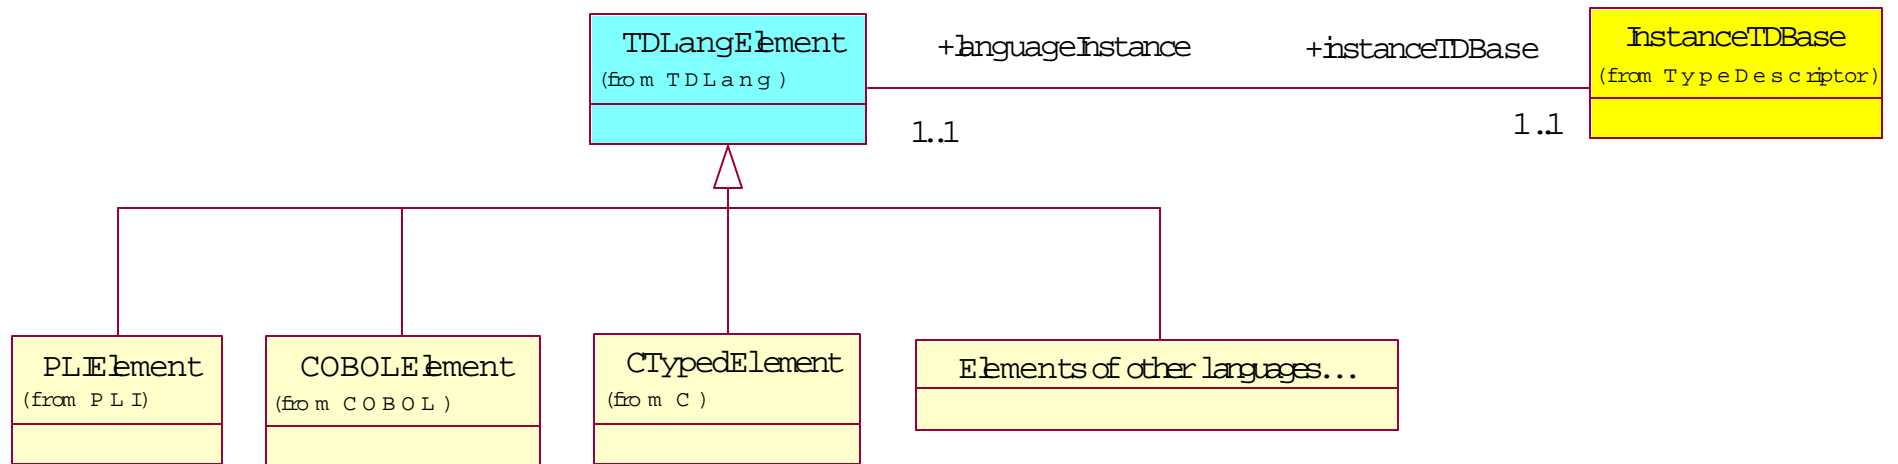 TDLangElement
(from TDLang)
+languageInstance
+instanceTDBase
InstanceTDBase
(from TypeDescriptor)
1..1
1..1
PLIElement
(from PLI)
COBOLElement
(from COBOL)
CTypedElement
(from C)
Elements of other languages...